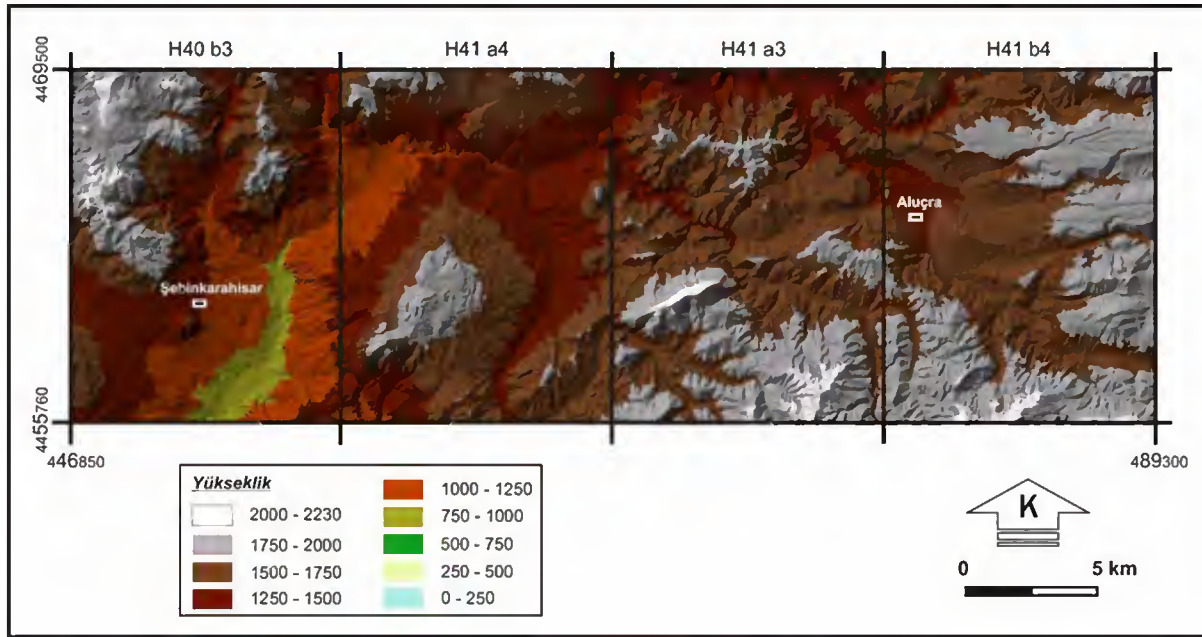 H40 b3 H41 a4 H41 a3 H41 b4
4469500
Aluçra
Şebinkarahisar
4455760
446850 489300
Yükseklik
2000 - 2230
1750 - 2000
1500 - 1750
1250 - 1500
1000 - 1250
750 - 1000
500 - 750
250 - 500
0 - 250
K
0 5 km